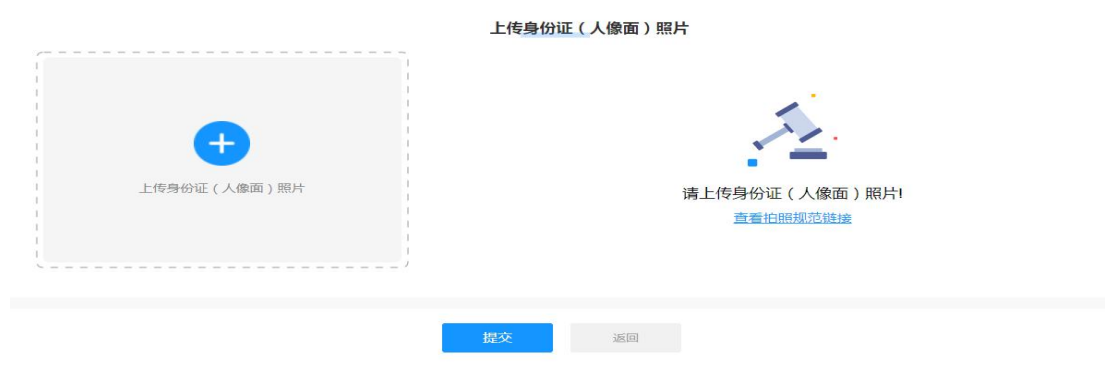 上传身份证（人像面）照片
上传身份证（人像面）照片
请上传身份证（人像面）照片!
查看拍照规范链接
提交
返回